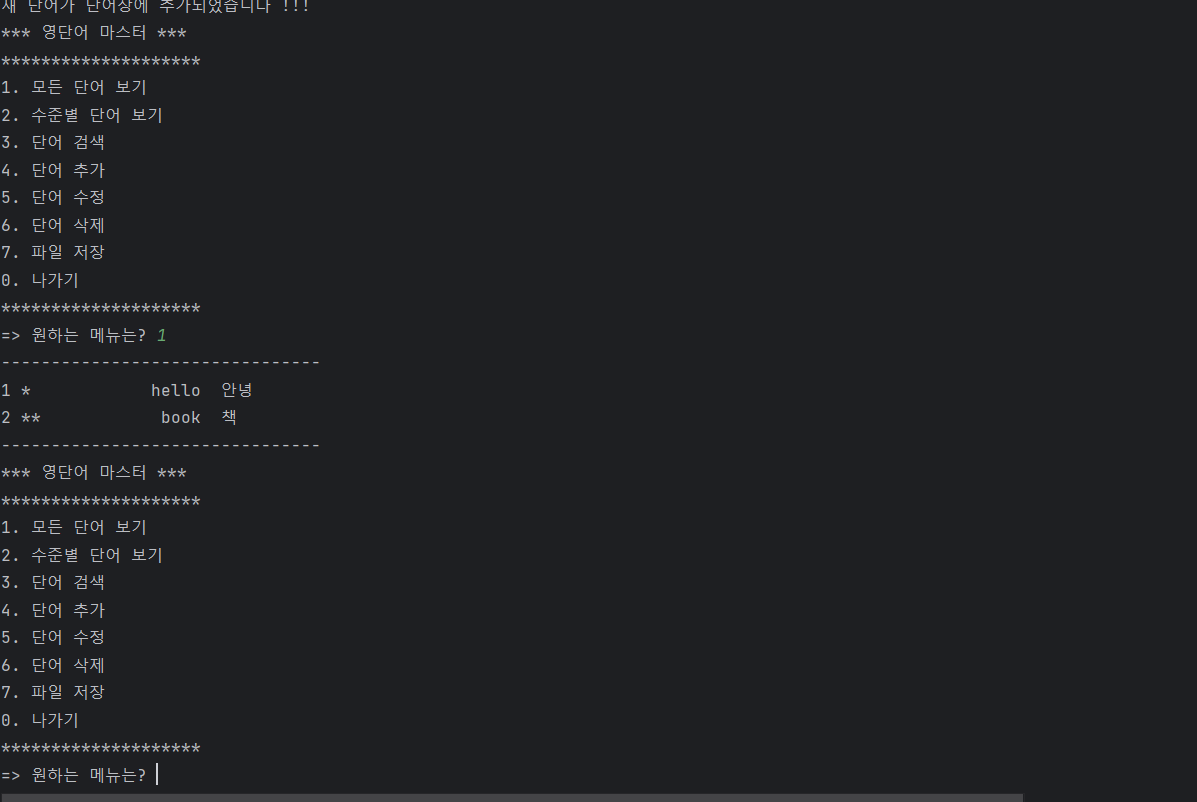 새 단어가 단어장에 추가되었습니다 !!!
*** 영단어 마스터 ***
********************
1. 모든 단어 보기
2. 수준별 단어 보기
3. 단어 검색
4. 단어 추가
5. 단어 수정
6. 단어 삭제
7. 파일 저장
0. 나가기
********************
=> 원하는 메뉴는? 1
--------------------------------
1 *            hello  안녕
2 **            book  책
--------------------------------
*** 영단어 마스터 ***
********************
1. 모든 단어 보기
2. 수준별 단어 보기
3. 단어 검색
4. 단어 추가
5. 단어 수정
6. 단어 삭제
7. 파일 저장
0. 나가기
********************
=> 원하는 메뉴는?